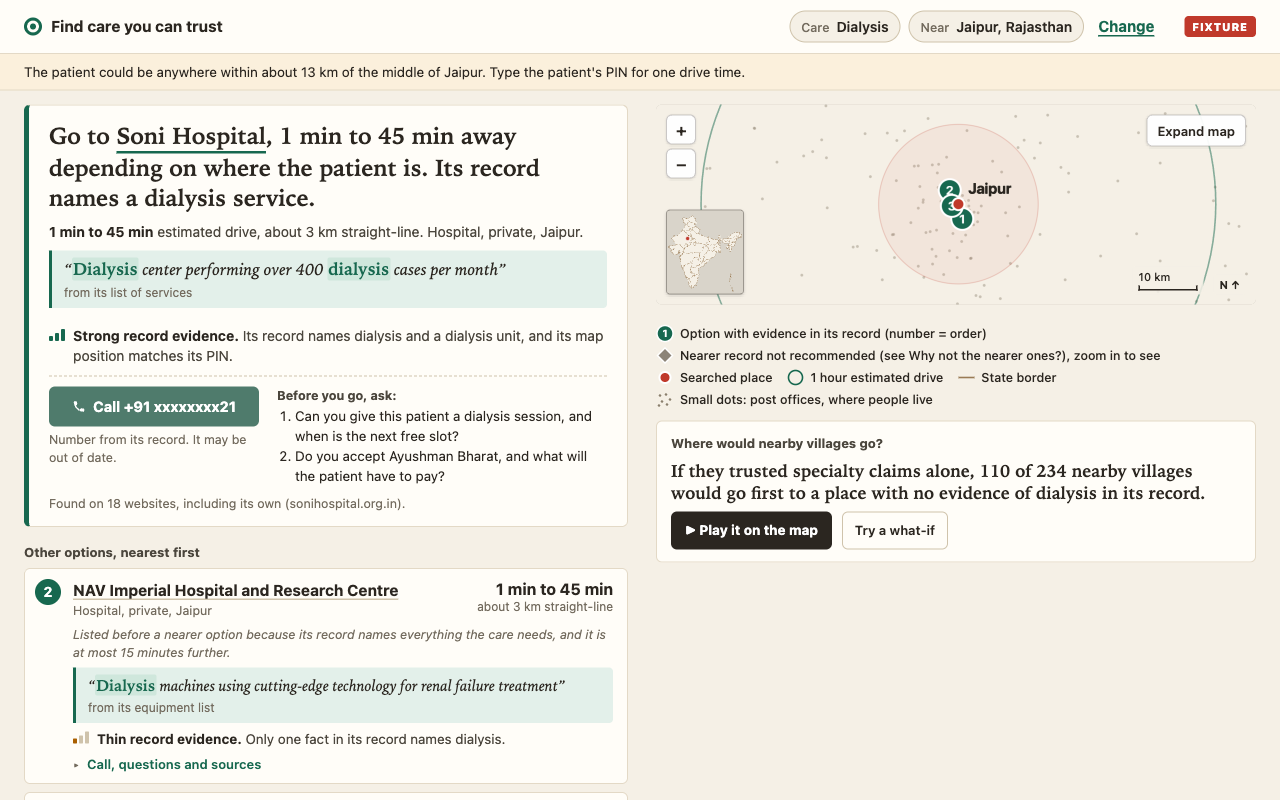 Find care you can trust
Care Dialysis
Near Jaipur, Rajasthan
Change
FIXTURE
The patient could be anywhere within about 13 km of the middle of Jaipur. Type the patient's PIN for one drive time.
Go to Soni Hospital, 1 min to 45 min away
depending on where the patient is. Its record
names a dialysis service.
1 min to 45 min estimated drive, about 3 km straight-line. Hospital, private, Jaipur.
“Dialysis center performing over 400 dialysis cases per month”
from its list of services
Strong record evidence. Its record names dialysis and a dialysis unit, and its map
position matches its PIN.
Call +91 xxxxxxxx21
Number from its record. It may be
out of date.
Before you go, ask:
1. Can you give this patient a dialysis session, and
when is the next free slot?
2. Do you accept Ayushman Bharat, and what will
the patient have to pay?
Found on 18 websites, including its own (sonihospital.org.in).
Other options, nearest first
2
NAV Imperial Hospital and Research Centre
1 min to 45 min
Hospital, private, Jaipur
about 3 km straight-line
Listed before a nearer option because its record names everything the care needs, and it is
at most 15 minutes further.
“Dialysis machines using cutting-edge technology for renal failure treatment”
from its equipment list
Thin record evidence. Only one fact in its record names dialysis.
▸ Call, questions and sources
+
−
Expand map
2
3
1
Jaipur
10 km
N ↑
1 Option with evidence in its record (number = order)
Nearer record not recommended (see Why not the nearer ones?), zoom in to see
Searched place
1 hour estimated drive
State border
Small dots: post offices, where people live
Where would nearby villages go?
If they trusted specialty claims alone, 110 of 234 nearby villages
would go first to a place with no evidence of dialysis in its record.
▶ Play it on the map
Try a what-if